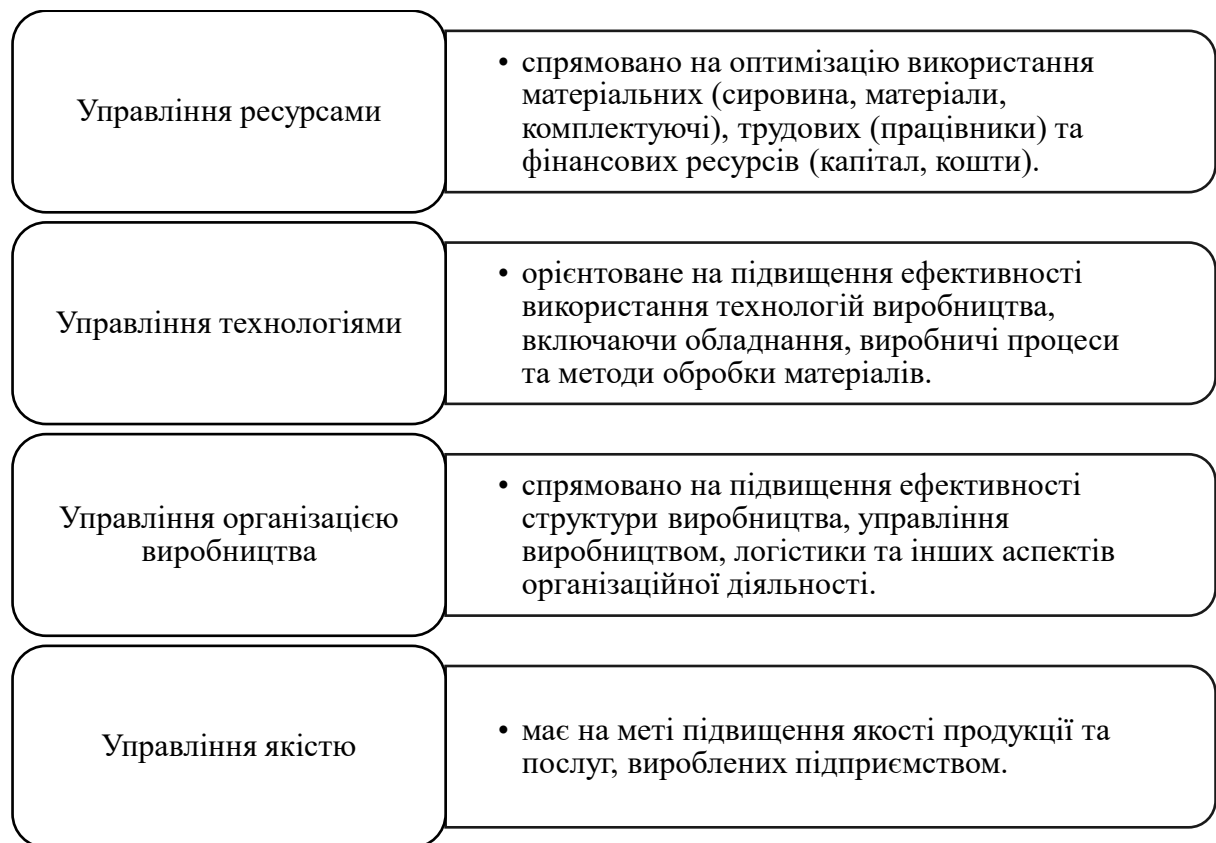 Управління ресурсами
• спрямовано на оптимізацію використання
матеріальних (сировина, матеріали,
комплектуючі), трудових (працівники) та
фінансових ресурсів (капітал, кошти).
Управління технологіями
• орієнтоване на підвищення ефективності
використання технологій виробництва,
включаючи обладнання, виробничі процеси
та методи обробки матеріалів.
Управління організацією
виробництва
• спрямовано на підвищення ефективності
структури виробництва, управління
виробництвом, логістики та інших аспектів
організаційної діяльності.
Управління якістю
• має на меті підвищення якості продукції та
послуг, вироблених підприємством.